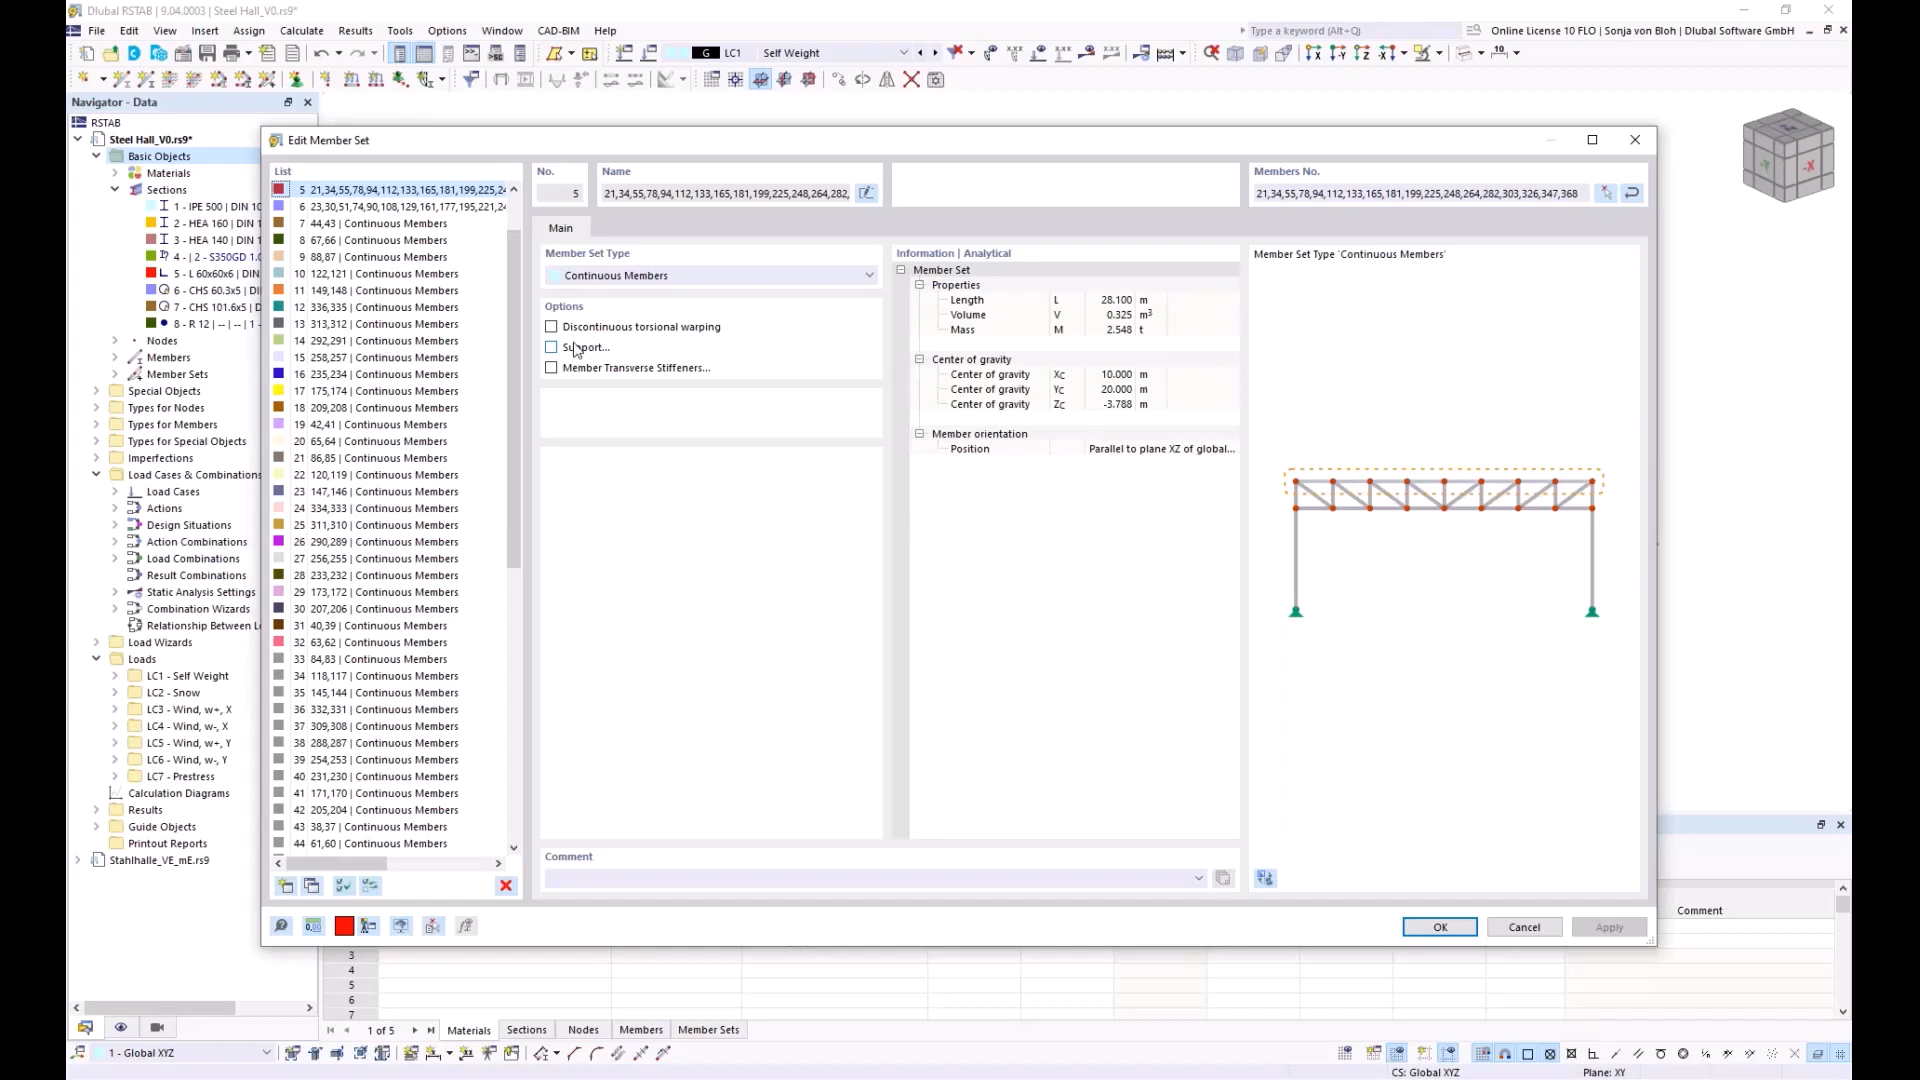 Dlubal RSTAB | 9.04.0003 | Steel Hall_V0.rs9*
File Edit View Insert Assign Calculate Results Tools Options Window CAD-BIM Help
Type a keyword (Alt+Q)
Online License 10 FLO | Sonja von Bloh | Dlubal Software GmbH
G LC1 Self Weight
Navigator - Data
RSTAB
Steel Hall_V0.rs9*
Basic Objects
Materials
Sections
1 - IPE 500 | DIN 10
2 - HEA 160 | DIN 1
3 - HEA 140 | DIN 1
4 - | 2 - S350GD 1.0
5 - L 60x60x6 | DIN
6 - CHS 60.3x5 | DIN
7 - CHS 101.6x5 | DIN
8 - R 12 | -- | -- | 1 -
Nodes
Members
Member Sets
Special Objects
Types for Nodes
Types for Members
Types for Special Objects
Imperfections
Load Cases & Combinations
Load Cases
Actions
Design Situations
Action Combinations
Load Combinations
Result Combinations
Static Analysis Settings
Combination Wizards
Relationship Between Lo
Load Wizards
Loads
LC1 - Self Weight
LC2 - Snow
LC3 - Wind, w+, X
LC4 - Wind, w-, X
LC5 - Wind, w+, Y
LC6 - Wind, w-, Y
LC7 - Prestress
Calculation Diagrams
Results
Guide Objects
Printout Reports
Stahlhalle_VE_mE.rs9
Edit Member Set
List
5 21,34,55,78,94,112,133,165,181,199,225,24
6 23,30,51,74,90,108,129,161,177,195,221,24
7 44,43 | Continuous Members
8 67,66 | Continuous Members
9 88,87 | Continuous Members
10 122,121 | Continuous Members
11 149,148 | Continuous Members
12 336,335 | Continuous Members
13 313,312 | Continuous Members
14 292,291 | Continuous Members
15 258,257 | Continuous Members
16 235,234 | Continuous Members
17 175,174 | Continuous Members
18 209,208 | Continuous Members
19 42,41 | Continuous Members
20 65,64 | Continuous Members
21 86,85 | Continuous Members
22 120,119 | Continuous Members
23 147,146 | Continuous Members
24 334,333 | Continuous Members
25 311,310 | Continuous Members
26 290,289 | Continuous Members
27 256,255 | Continuous Members
28 233,232 | Continuous Members
29 173,172 | Continuous Members
30 207,206 | Continuous Members
31 40,39 | Continuous Members
32 63,62 | Continuous Members
33 84,83 | Continuous Members
34 118,117 | Continuous Members
35 145,144 | Continuous Members
36 332,331 | Continuous Members
37 309,308 | Continuous Members
38 288,287 | Continuous Members
39 254,253 | Continuous Members
40 231,230 | Continuous Members
41 171,170 | Continuous Members
42 205,204 | Continuous Members
43 38,37 | Continuous Members
44 61,60 | Continuous Members
No.
5
Name
21,34,55,78,94,112,133,165,181,199,225,248,264,282,
Members No.
21,34,55,78,94,112,133,165,181,199,225,248,264,282,303,326,347,368
Main
Member Set Type
Continuous Members
Options
Discontinuous torsional warping
Support...
Member Transverse Stiffeners...
Information | Analytical
Member Set
Properties
Length L 28.100 m
Volume V 0.325 m3
Mass M 2.548 t
Center of gravity
Center of gravity XC 10.000 m
Center of gravity YC 20.000 m
Center of gravity ZC -3.788 m
Member orientation
Position Parallel to plane XZ of global...
Member Set Type 'Continuous Members'
Comment
OK Cancel Apply
Comment
3
4
5
6
7
1 of 5 Materials Sections Nodes Members Member Sets
1 - Global XYZ
CS: Global XYZ Plane: XY